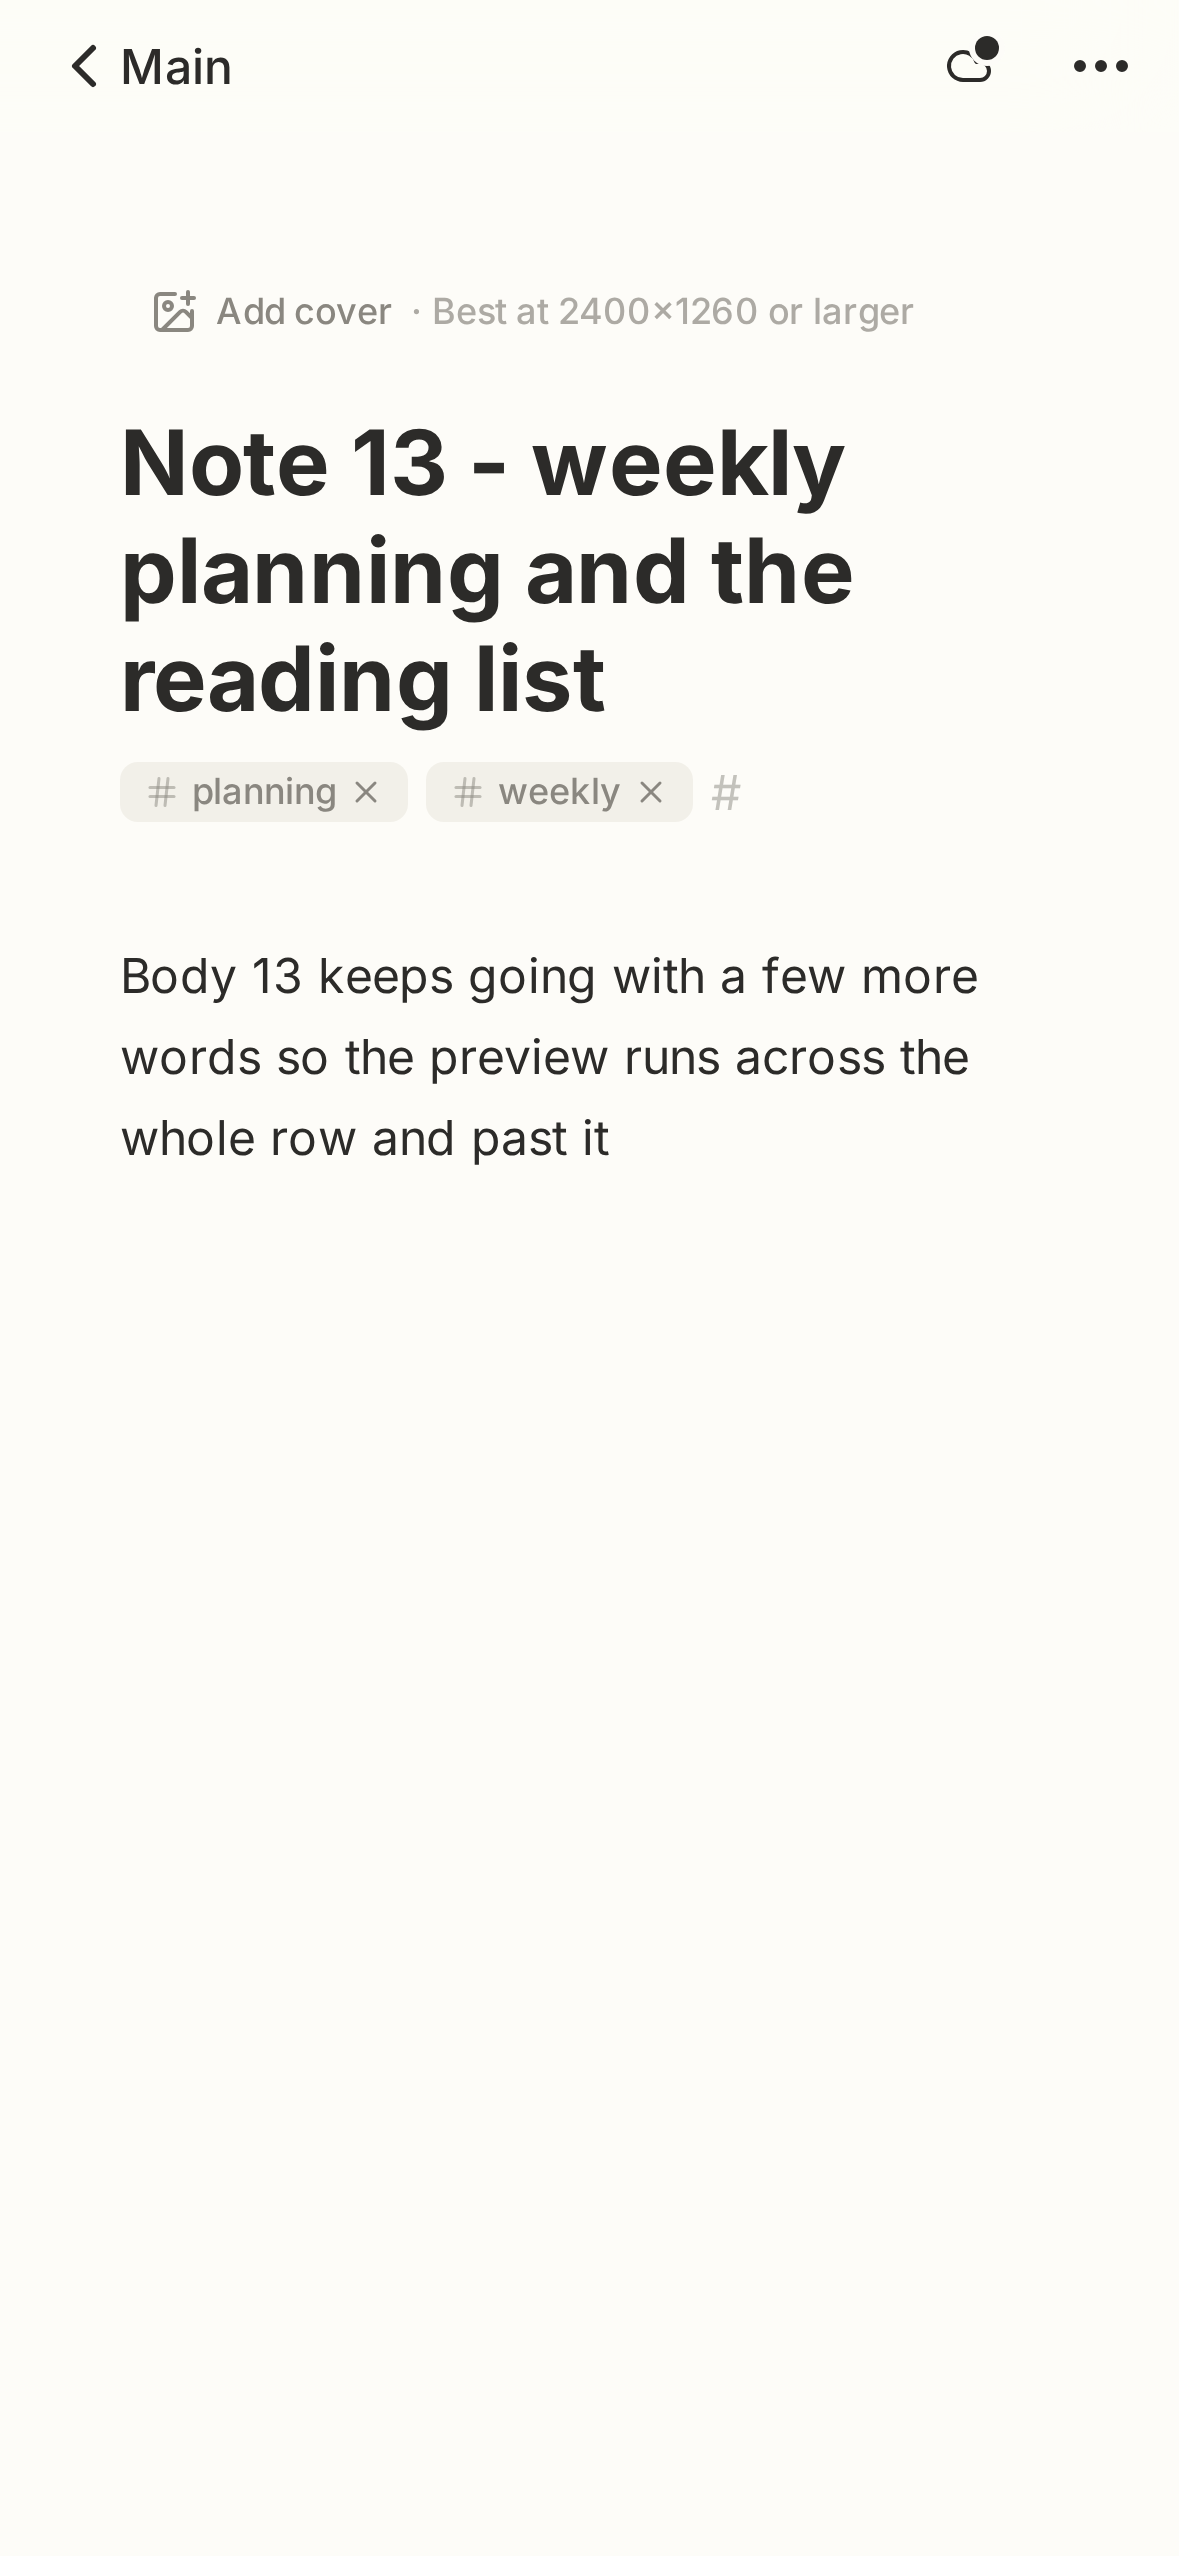 Main
Add cover · Best at 2400×1260 or larger
Note 13 - weekly
planning and the
reading list
# planning × # weekly × #
Body 13 keeps going with a few more
words so the preview runs across the
whole row and past it